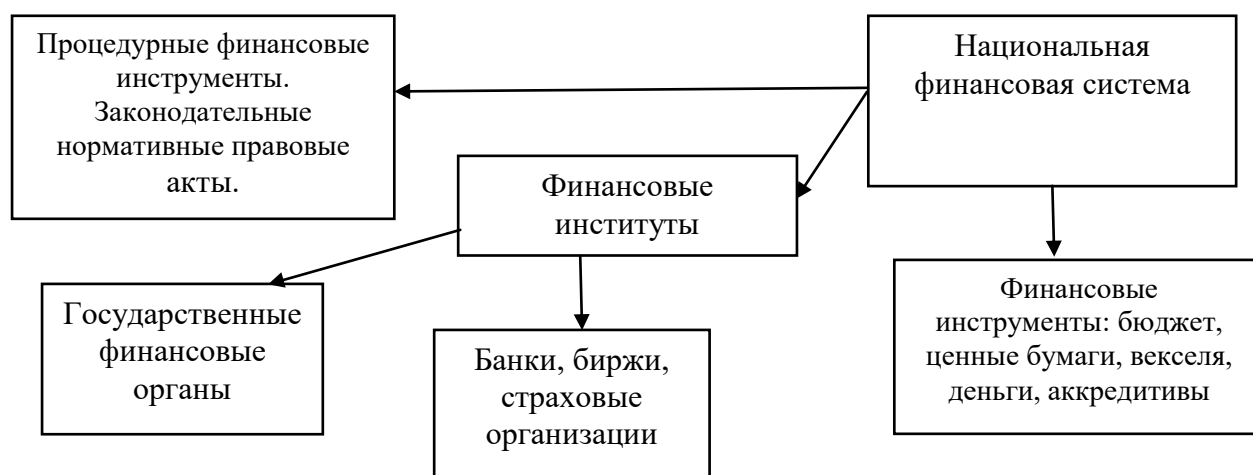 Процедурные финансовые
инструменты.
Законодательные
нормативные правовые
акты.
Национальная
финансовая система
Финансовые
институты
Государственные
финансовые
органы
Банки, биржи,
страховые
организации
Финансовые
инструменты: бюджет,
ценные бумаги, векселя,
деньги, аккредитивы